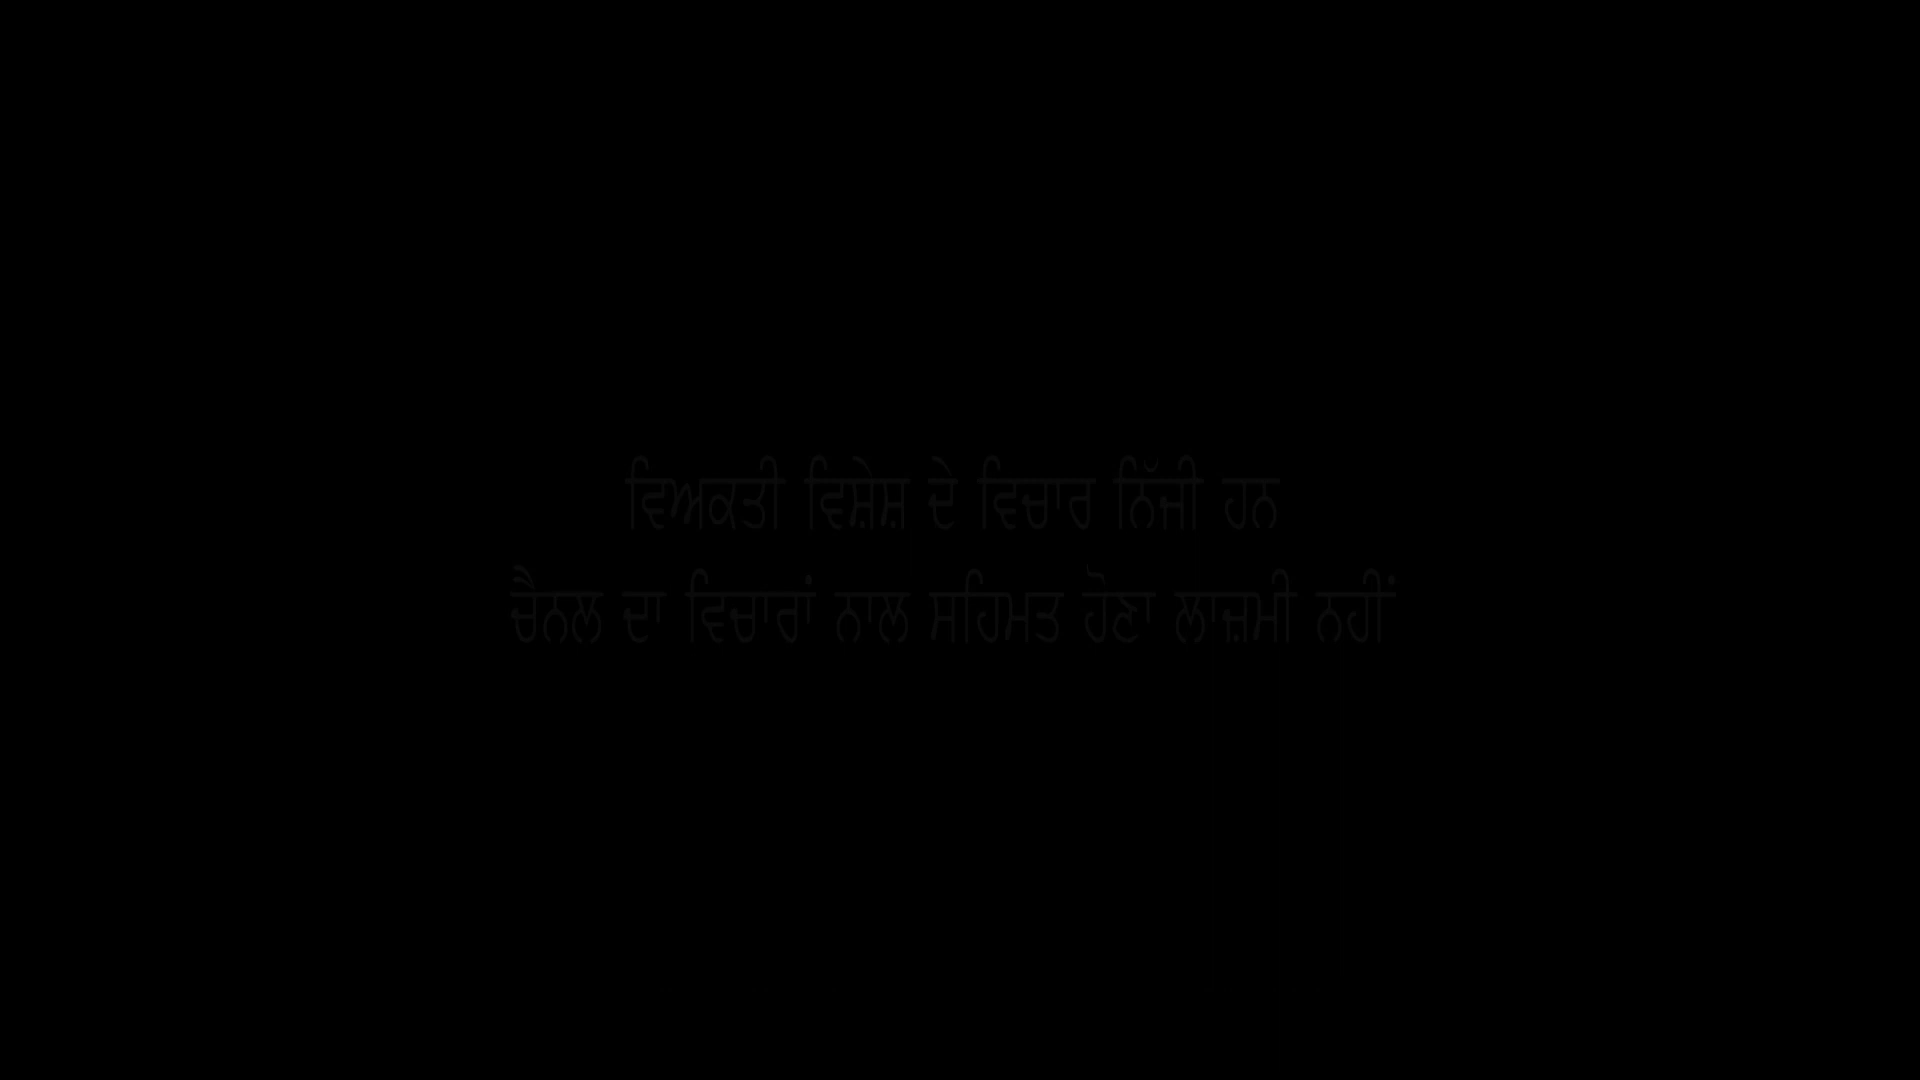 ਵਿਅਕਤੀ ਵਿਸ਼ੇਸ਼ ਦੇ ਵਿਚਾਰ ਨਿੱਜੀ ਹਨ
ਚੈਨਲ ਦਾ ਵਿਚਾਰਾਂ ਨਾਲ ਸਹਿਮਤ ਹੋਣਾ ਲਾਜ਼ਮੀ ਨਹੀਂ